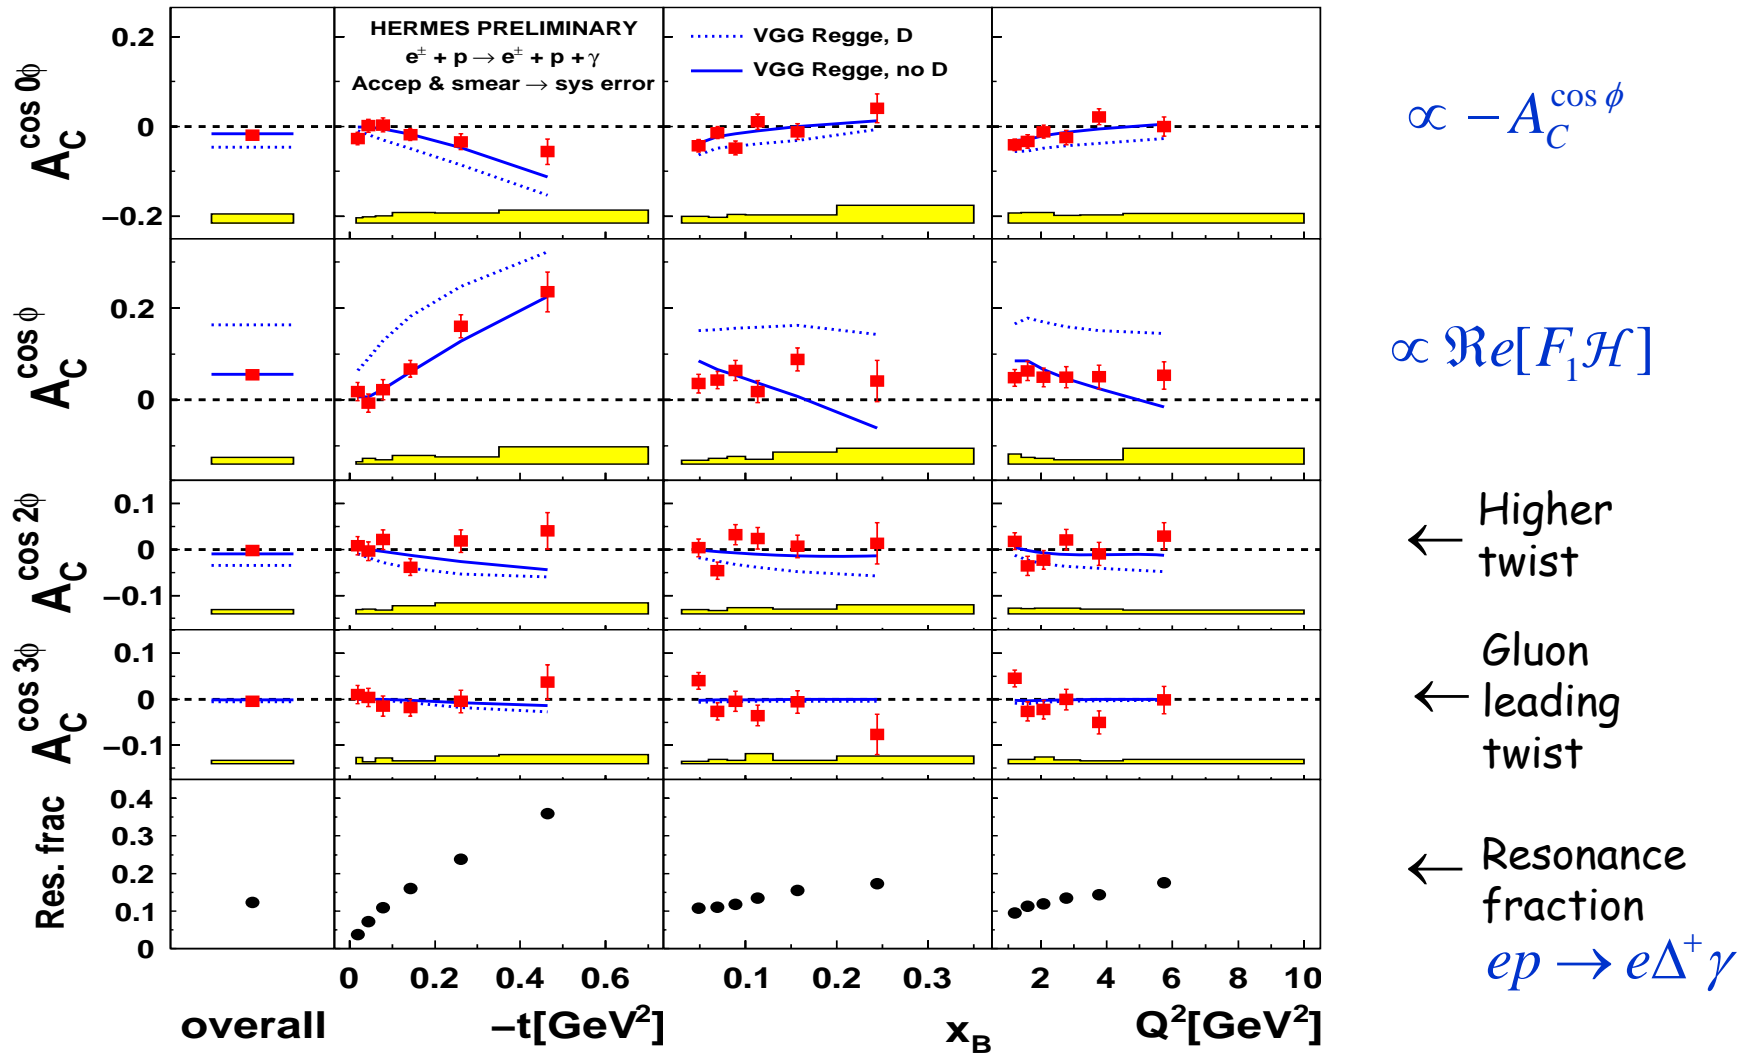 HERMES PRELIMINARY
e± + p → e± + p + γ
Accep & smear → sys error
VGG Regge, D
VGG Regge, no D
A_C^{cos 0φ}
0.2
0
−0.2
∝ −A_C^{cos φ}
A_C^{cos φ}
0.2
0
∝ ℜe[F₁ℋ]
A_C^{cos 2φ}
0.1
0
−0.1
← Higher
twist
A_C^{cos 3φ}
0.1
0
−0.1
← Gluon
leading
twist
Res. frac
0.4
0.3
0.2
0.1
0
← Resonance
fraction
ep → eΔ⁺γ
0 0.2 0.4 0.6 0.1 0.2 0.3 2 4 6 8 10
overall −t[GeV²] x_B Q²[GeV²]